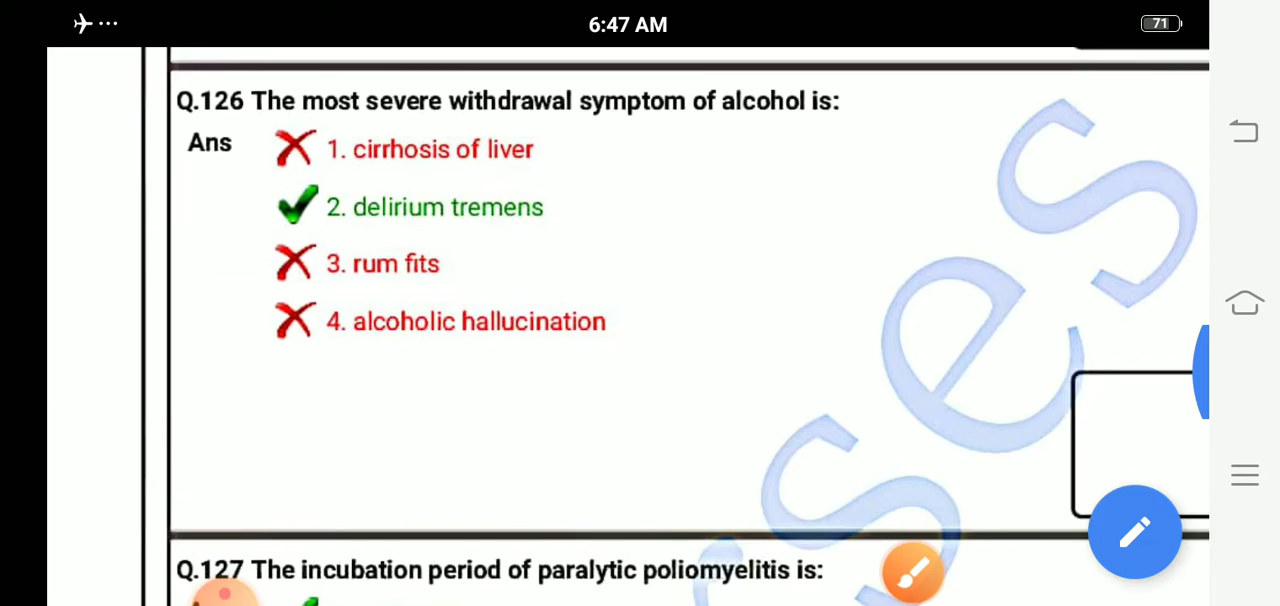 6:47 AM
71
Q.126 The most severe withdrawal symptom of alcohol is:
Ans
1. cirrhosis of liver
2. delirium tremens
3. rum fits
4. alcoholic hallucination
ses
Q.127 The incubation period of paralytic poliomyelitis is: